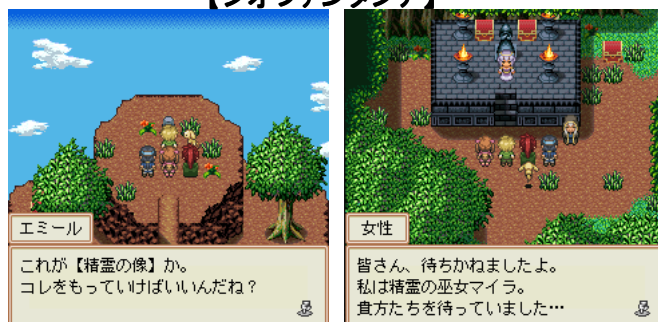 エミール
これが【精霊の像】か。
コレをもっていけばいいんだね？
女性
皆さん、待ちかねましたよ。
私は精霊の巫女マイラ。
貴方たちを待っていました…